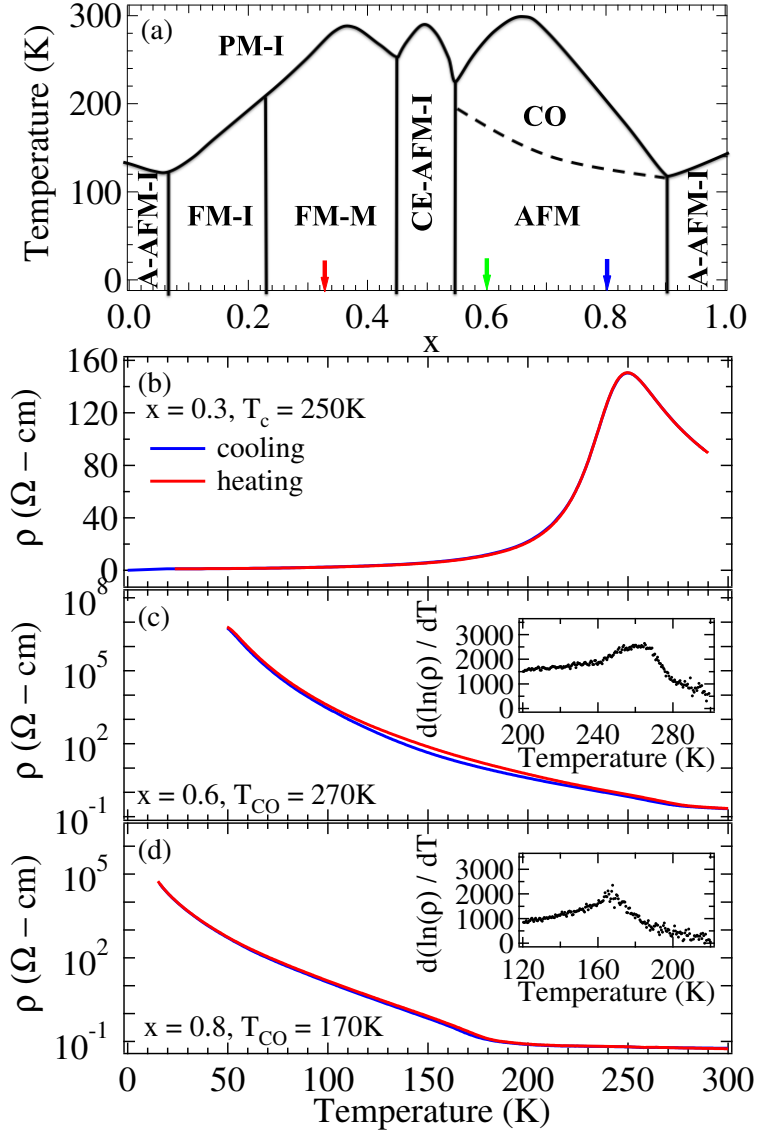 (a)
Temperature (K)
300
200
100
0
PM-I
A-AFM-I
FM-I
FM-M
CE-AFM-I
CO
AFM
A-AFM-I
0.0 0.2 0.4 0.6 0.8 1.0
x
(b)
ρ (Ω − cm)
160
120
80
40
0
x = 0.3, T_c = 250K
cooling
heating
(c)
ρ (Ω − cm)
10^8
10^5
10^2
10^-1
x = 0.6, T_CO = 270K
d(ln(ρ) / dT
3000
2000
1000
0
200 240 280
Temperature (K)
(d)
ρ (Ω − cm)
10^5
10^2
10^-1
x = 0.8, T_CO = 170K
d(ln(ρ) / dT
3000
2000
1000
0
120 160 200
Temperature (K)
0 50 100 150 200 250 300
Temperature (K)